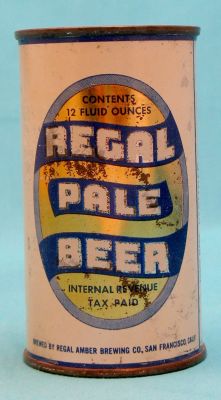 CONTENTS
12 FLUID OUNCES
REGAL
PALE
BEER
INTERNAL REVENUE
TAX PAID
BREWED BY REGAL AMBER BREWING CO., SAN FRANCISCO, CALIF.